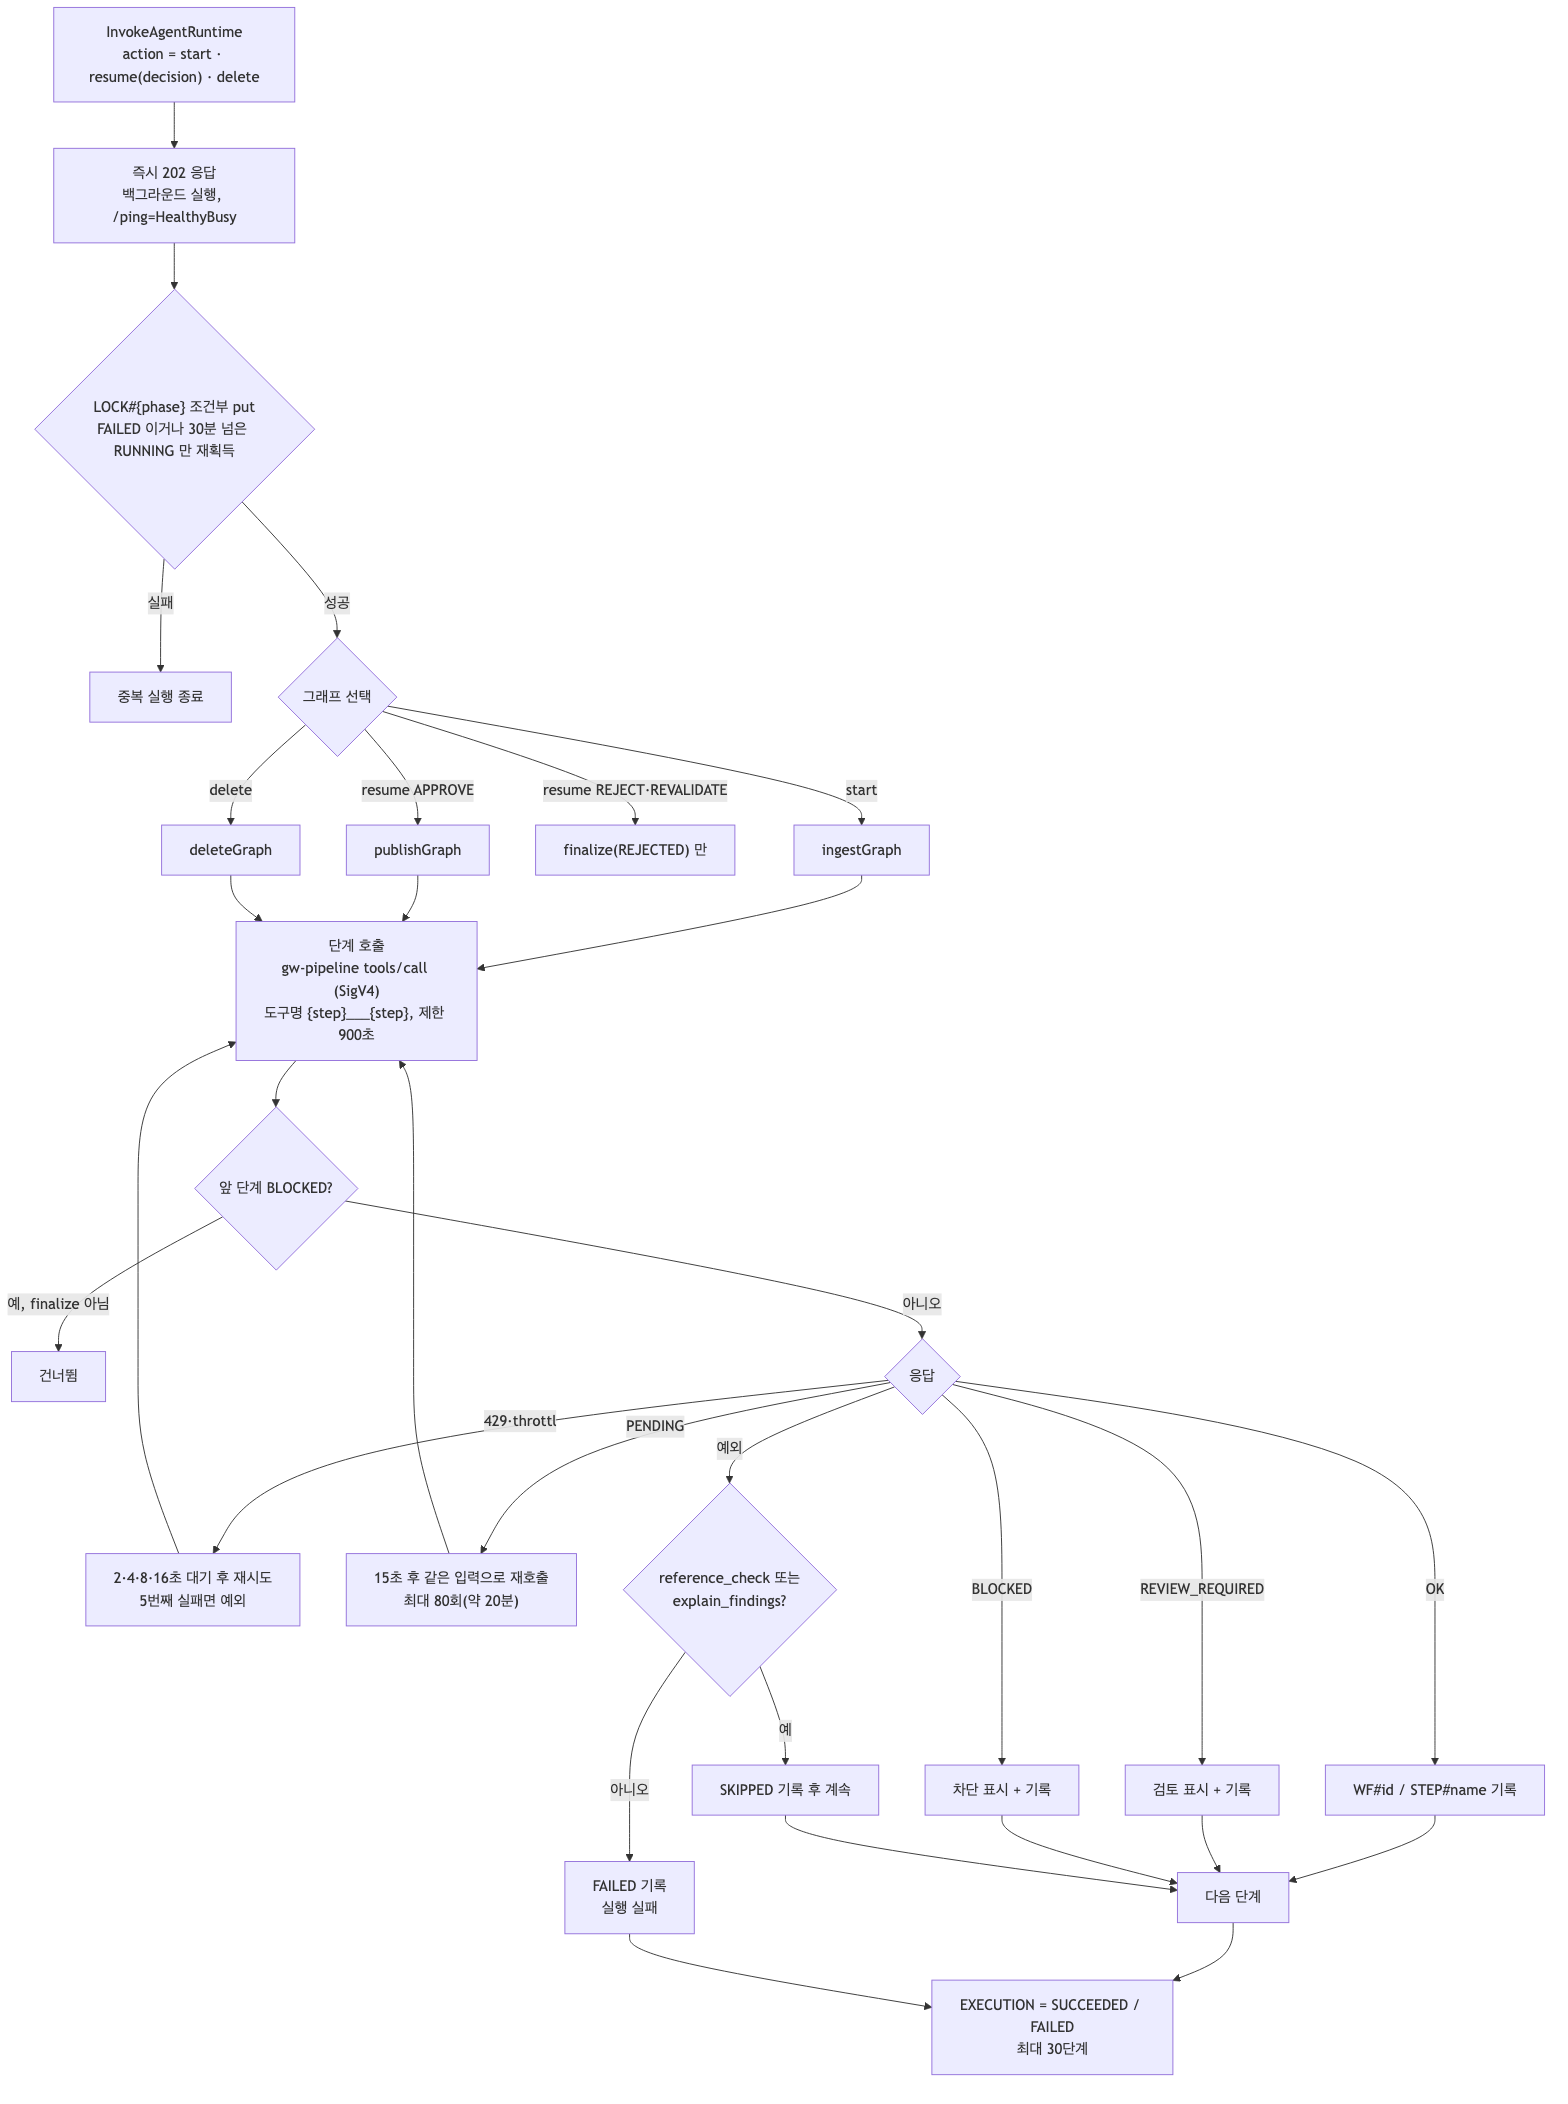 InvokeAgentRuntime
action = start ·
resume(decision) · delete
즉시 202 응답
백그라운드 실행,
/ping=HealthyBusy
LOCK#{phase} 조건부 put
FAILED 이거나 30분 넘은
RUNNING 만 재획득
실패
성공
중복 실행 종료
그래프 선택
delete
resume APPROVE
resume REJECT·REVALIDATE
start
deleteGraph
publishGraph
finalize(REJECTED) 만
ingestGraph
단계 호출
gw-pipeline tools/call
(SigV4)
도구명 {step}___{step}, 제한
900초
앞 단계 BLOCKED?
예, finalize 아님
아니오
건너뜀
응답
429·throttl
PENDING
예외
BLOCKED
REVIEW_REQUIRED
OK
2·4·8·16초 대기 후 재시도
5번째 실패면 예외
15초 후 같은 입력으로 재호출
최대 80회(약 20분)
reference_check 또는
explain_findings?
아니오
예
SKIPPED 기록 후 계속
차단 표시 + 기록
검토 표시 + 기록
WF#id / STEP#name 기록
FAILED 기록
실행 실패
다음 단계
EXECUTION = SUCCEEDED /
FAILED
최대 30단계